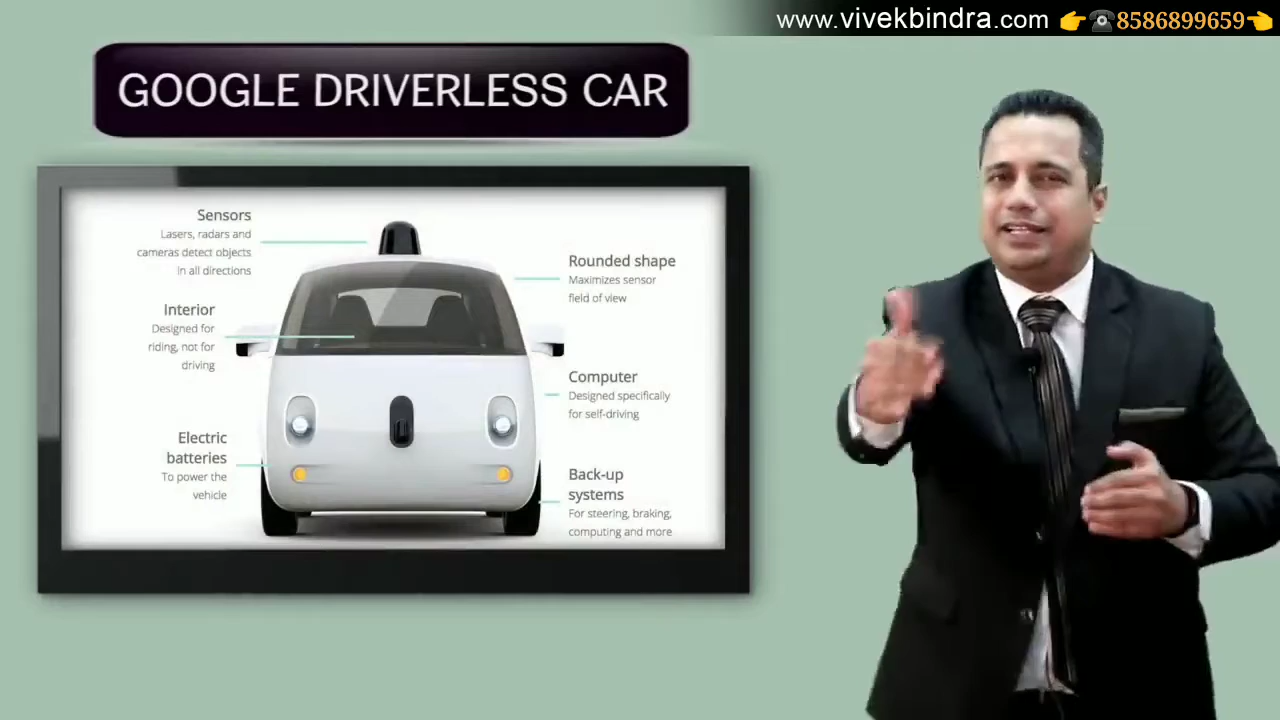 www.vivekbindra.com 👉☎8586899659👈
GOOGLE DRIVERLESS CAR
Sensors
Lasers, radars and
cameras detect objects
in all directions
Interior
Designed for
riding, not for
driving
Electric
batteries
To power the
vehicle
Rounded shape
Maximizes sensor
field of view
Computer
Designed specifically
for self-driving
Back-up
systems
For steering, braking,
computing and more